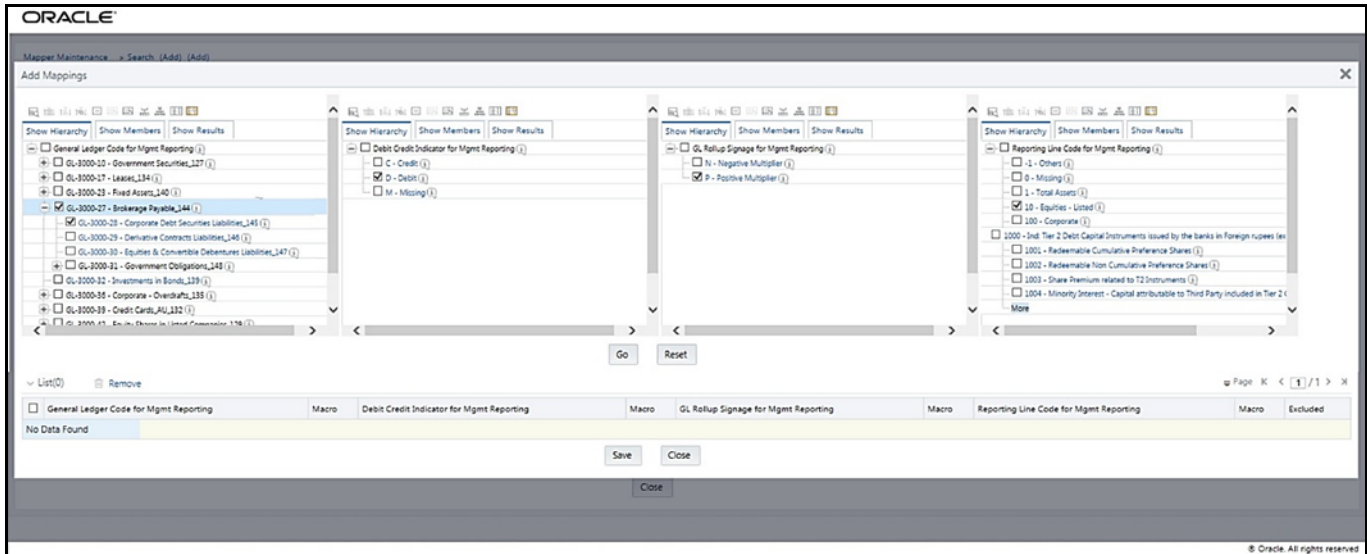 ORACLE
Mapper Maintenance > Search (Add) (Add)
Add Mappings
Show Hierarchy Show Members Show Results
General Ledger Code for Mgmt Reporting
GL-3000-10 - Government Securities_127
GL-3000-17 - Leases_134
GL-3000-23 - Fixed Assets_140
GL-3000-27 - Brokerage Payable_144
GL-3000-28 - Corporate Debt Securities Liabilities_145
GL-3000-29 - Derivative Contracts Liabilities_146
GL-3000-30 - Equities & Convertible Debentures Liabilities_147
GL-3000-31 - Government Obligations_148
GL-3000-32 - Investments in Bonds_139
GL-3000-36 - Corporate - Overdrafts_135
GL-3000-39 - Credit Cards_AU_132
GL-3000-42 - Equity Shares in Listed Companies_129
Show Hierarchy Show Members Show Results
Debit Credit Indicator for Mgmt Reporting
C - Credit
D - Debit
M - Missing
Show Hierarchy Show Members Show Results
GL Rollup Signage for Mgmt Reporting
N - Negative Multiplier
P - Positive Multiplier
Show Hierarchy Show Members Show Results
Reporting Line Code for Mgmt Reporting
-1 - Others
0 - Missing
1 - Total Assets
10 - Equities - Listed
100 - Corporate
1000 - Ind: Tier 2 Debt Capital Instruments issued by the banks in Foreign rupees (ex
1001 - Redeemable Cumulative Preference Shares
1002 - Redeemable Non Cumulative Preference Shares
1003 - Share Premium related to T2 Instruments
1004 - Minority Interest - Capital attributable to Third Party included in Tier 2 C
More
Go Reset
List(0) Remove
Page 1 / 1
General Ledger Code for Mgmt Reporting Macro Debit Credit Indicator for Mgmt Reporting Macro GL Rollup Signage for Mgmt Reporting Macro Reporting Line Code for Mgmt Reporting Macro Excluded
No Data Found
Save Close
Close
© Oracle. All rights reserved